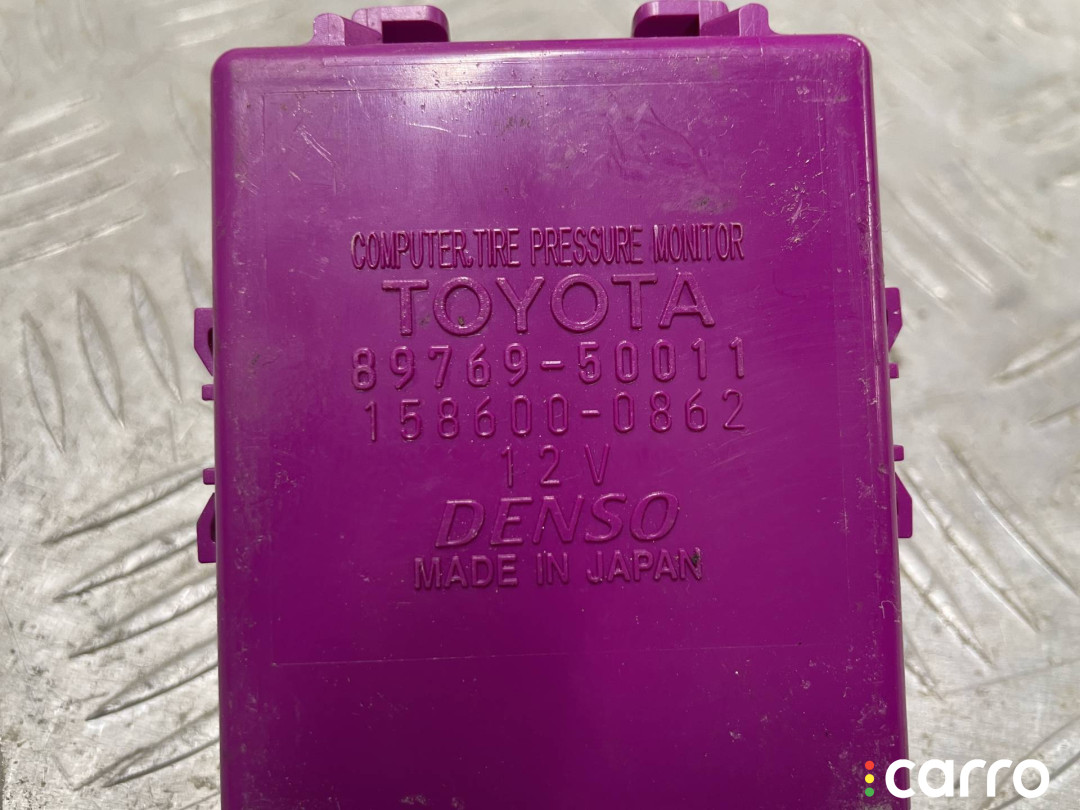 COMPUTER.TIRE PRESSURE MONITOR
TOYOTA
89769-50011
158600-0862
12V
DENSO
MADE IN JAPAN
carro